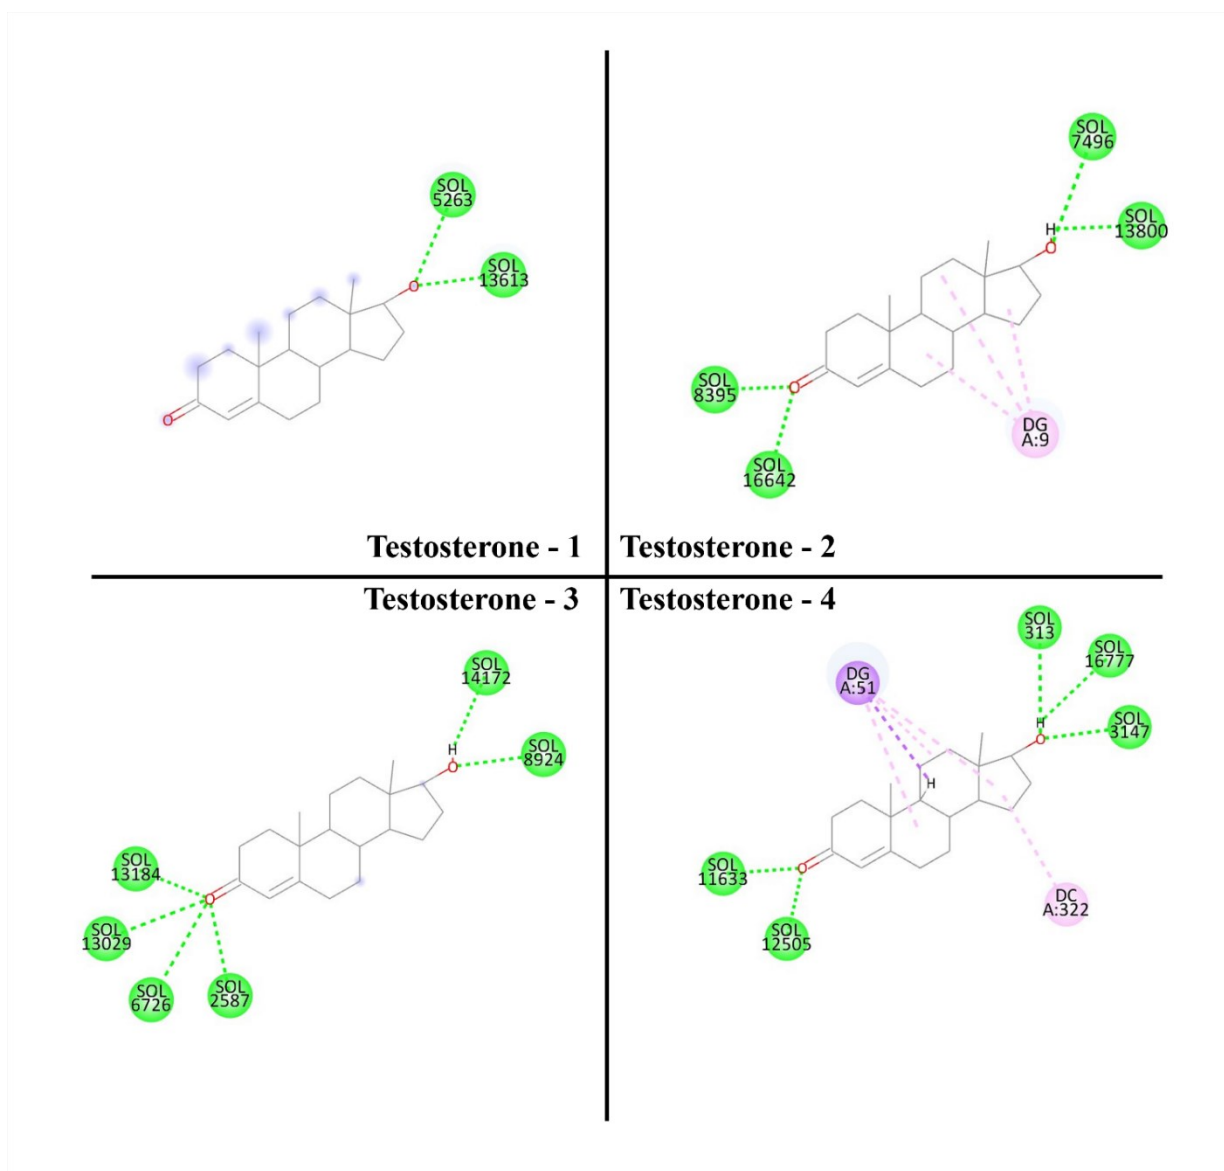 SOL
5263
SOL
13613
O
O
Testosterone - 1
SOL
7496
SOL
13800
H
O
SOL
8395
O
SOL
16642
DG
A:9
Testosterone - 2
Testosterone - 3
SOL
14172
H
O
SOL
8924
SOL
13184
O
SOL
13029
SOL
6726
SOL
2587
Testosterone - 4
SOL
313
SOL
16777
DG
A:51
H
O
SOL
3147
H
SOL
11633
O
SOL
12505
DC
A:322